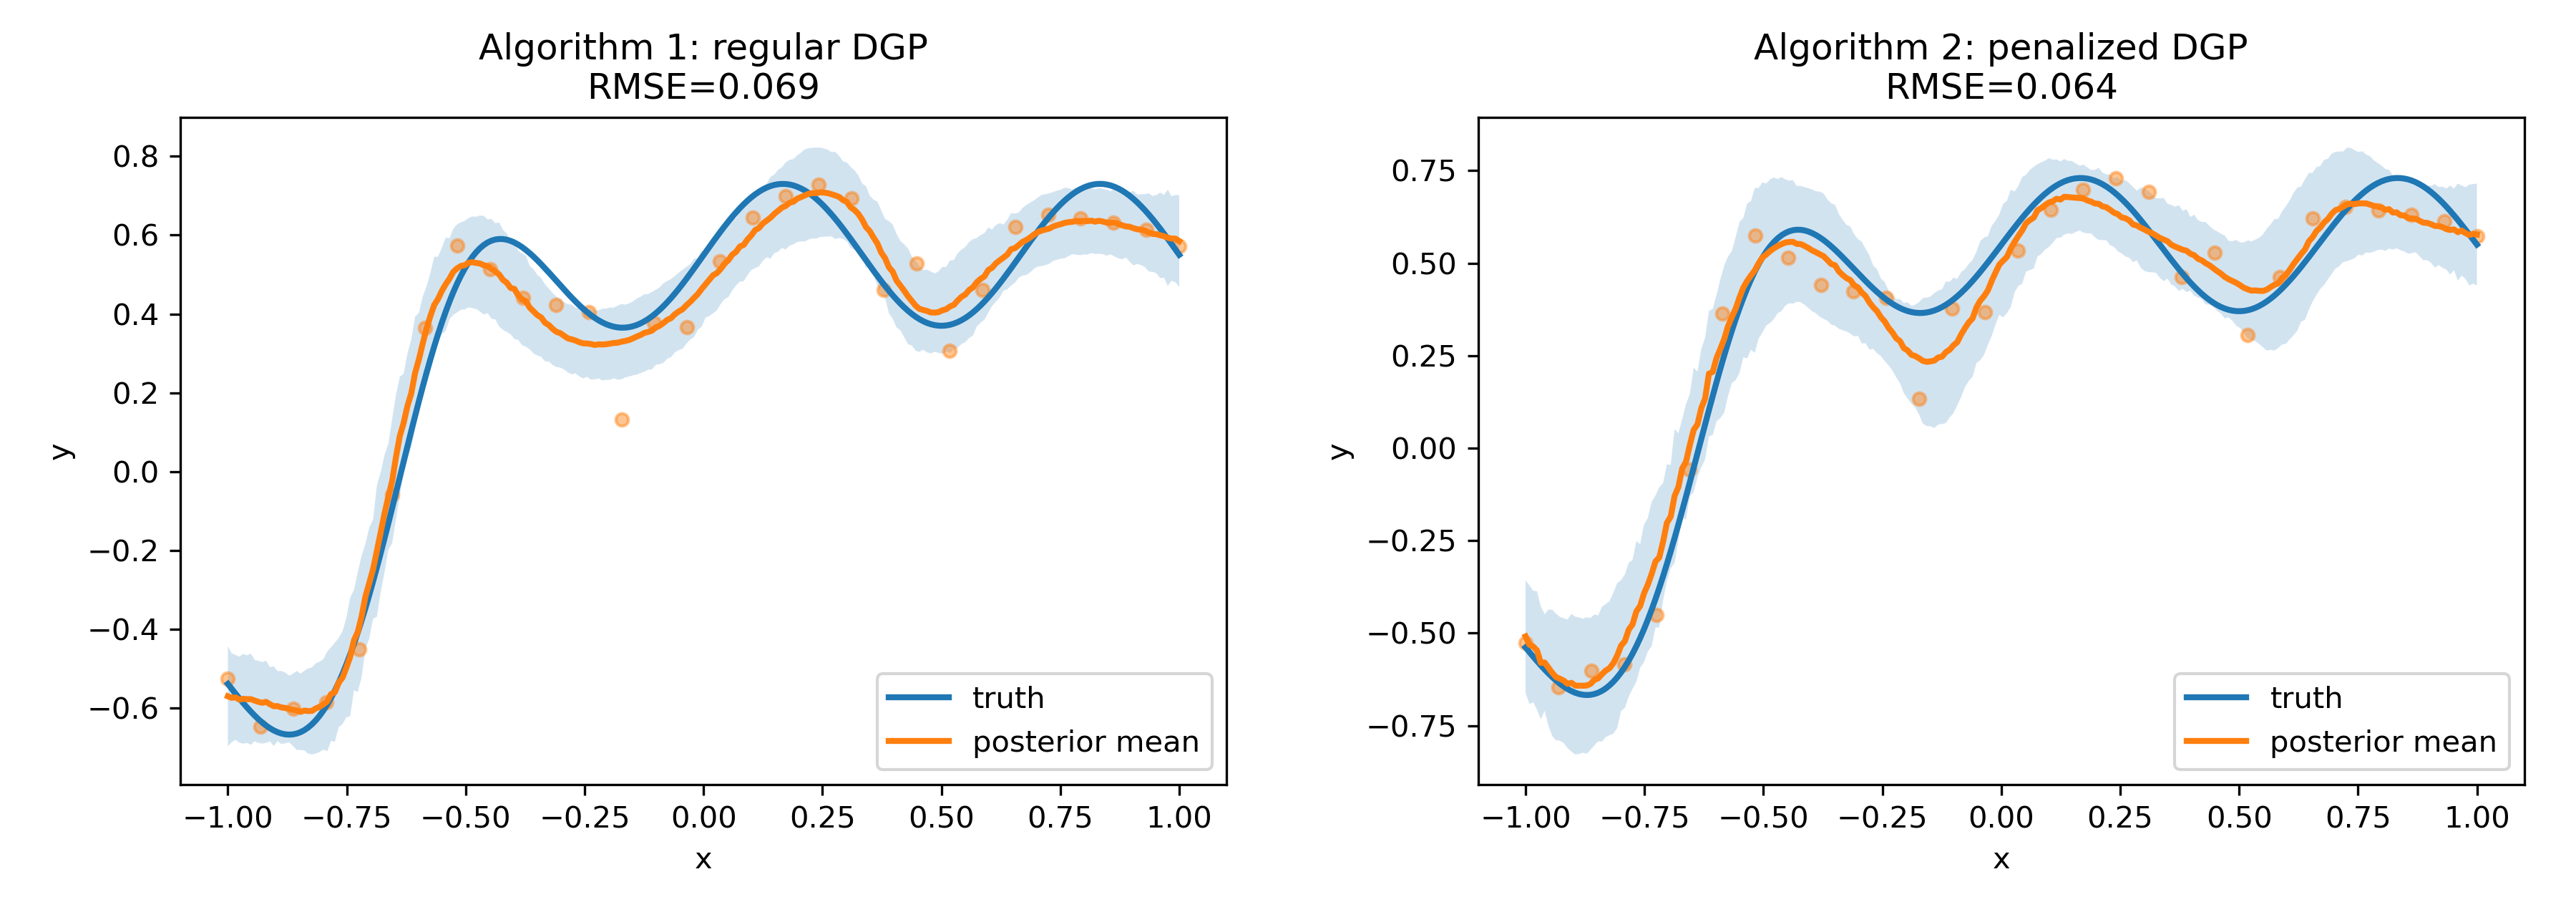 Algorithm 1: regular DGP
RMSE=0.069
0.8
0.6
0.4
0.2
0.0
−0.2
−0.4
−0.6
y
−1.00 −0.75 −0.50 −0.25 0.00 0.25 0.50 0.75 1.00
x
truth
posterior mean
Algorithm 2: penalized DGP
RMSE=0.064
0.75
0.50
0.25
0.00
−0.25
−0.50
−0.75
y
−1.00 −0.75 −0.50 −0.25 0.00 0.25 0.50 0.75 1.00
x
truth
posterior mean